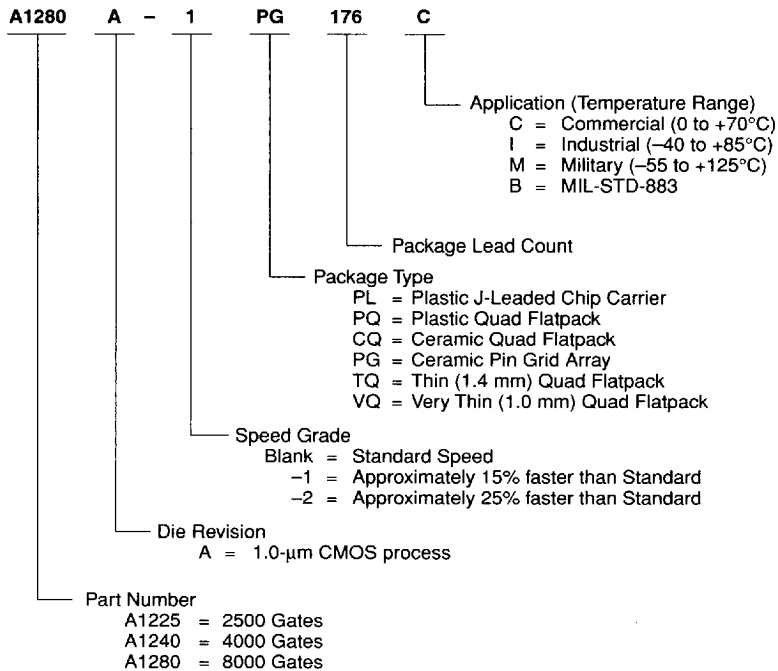 A1280 A – 1 PG 176 C
Application (Temperature Range)
C = Commercial (0 to +70°C)
I = Industrial (–40 to +85°C)
M = Military (–55 to +125°C)
B = MIL-STD-883
Package Lead Count
Package Type
PL = Plastic J-Leaded Chip Carrier
PQ = Plastic Quad Flatpack
CQ = Ceramic Quad Flatpack
PG = Ceramic Pin Grid Array
TQ = Thin (1.4 mm) Quad Flatpack
VQ = Very Thin (1.0 mm) Quad Flatpack
Speed Grade
Blank = Standard Speed
–1 = Approximately 15% faster than Standard
–2 = Approximately 25% faster than Standard
Die Revision
A = 1.0-μm CMOS process
Part Number
A1225 = 2500 Gates
A1240 = 4000 Gates
A1280 = 8000 Gates